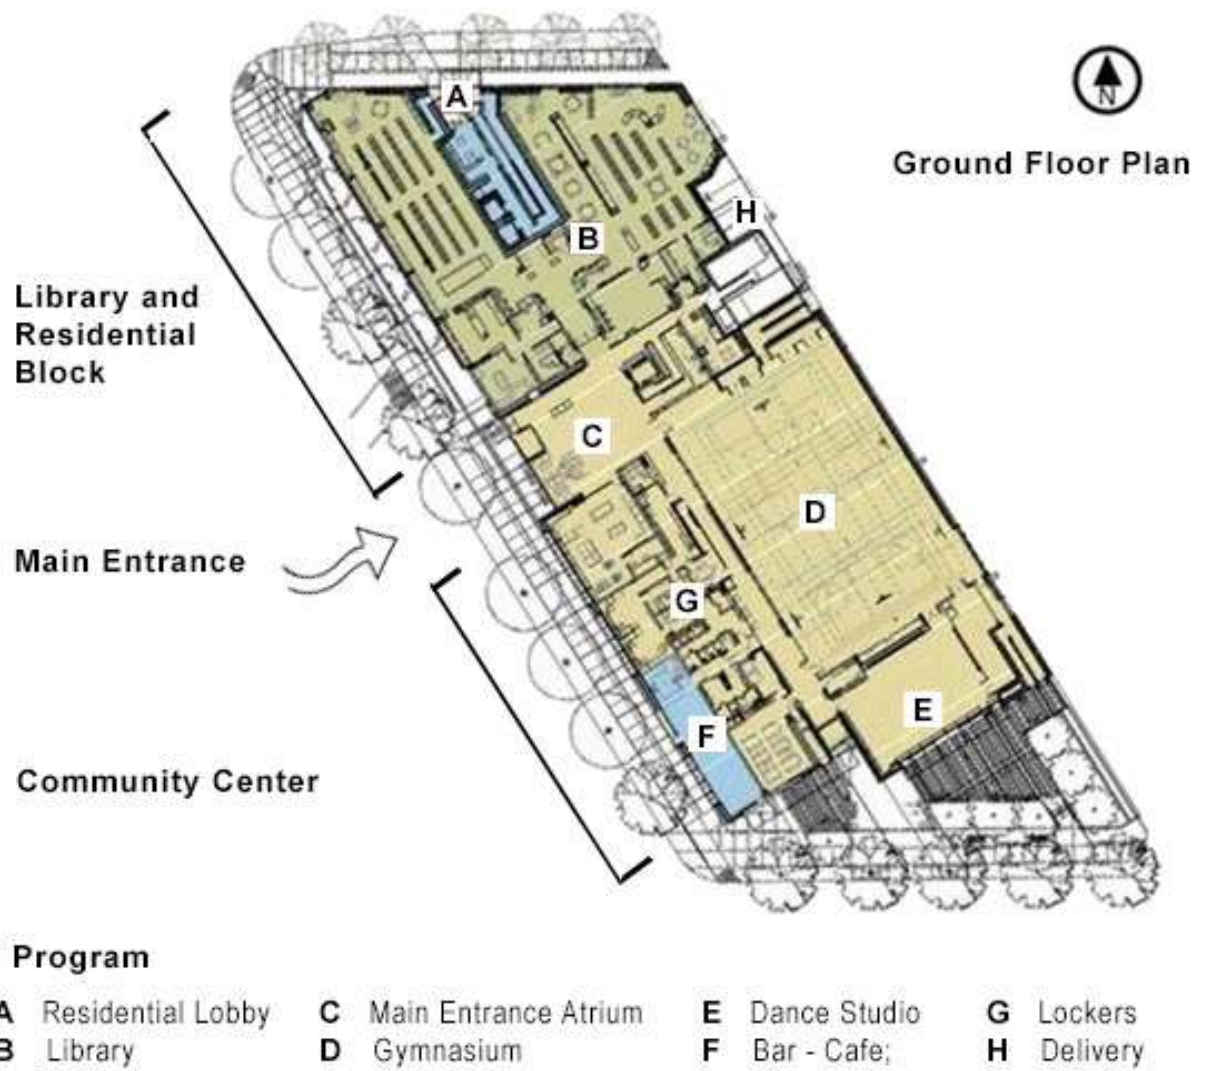 A
N
Ground Floor Plan
H
B
Library and
Residential
Block
C
D
Main Entrance
G
E
F
Community Center
Program
A Residential Lobby C Main Entrance Atrium E Dance Studio G Lockers
B Library D Gymnasium F Bar - Cafe; H Delivery